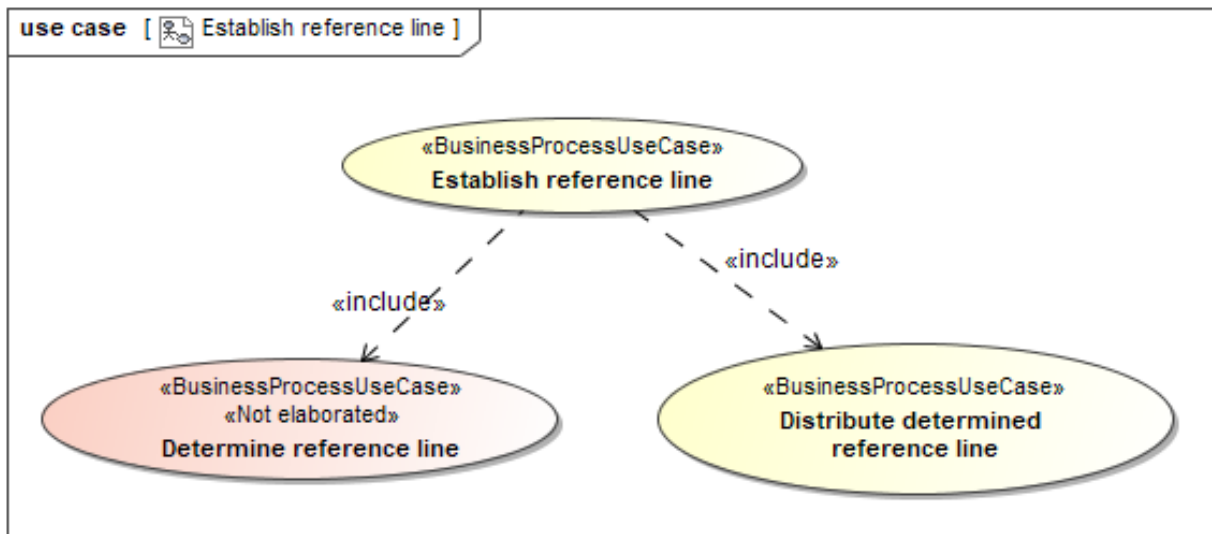 use case [ Establish reference line ]
«BusinessProcessUseCase»
Establish reference line
«include»
«include»
«BusinessProcessUseCase»
«Not elaborated»
Determine reference line
«BusinessProcessUseCase»
Distribute determined
reference line